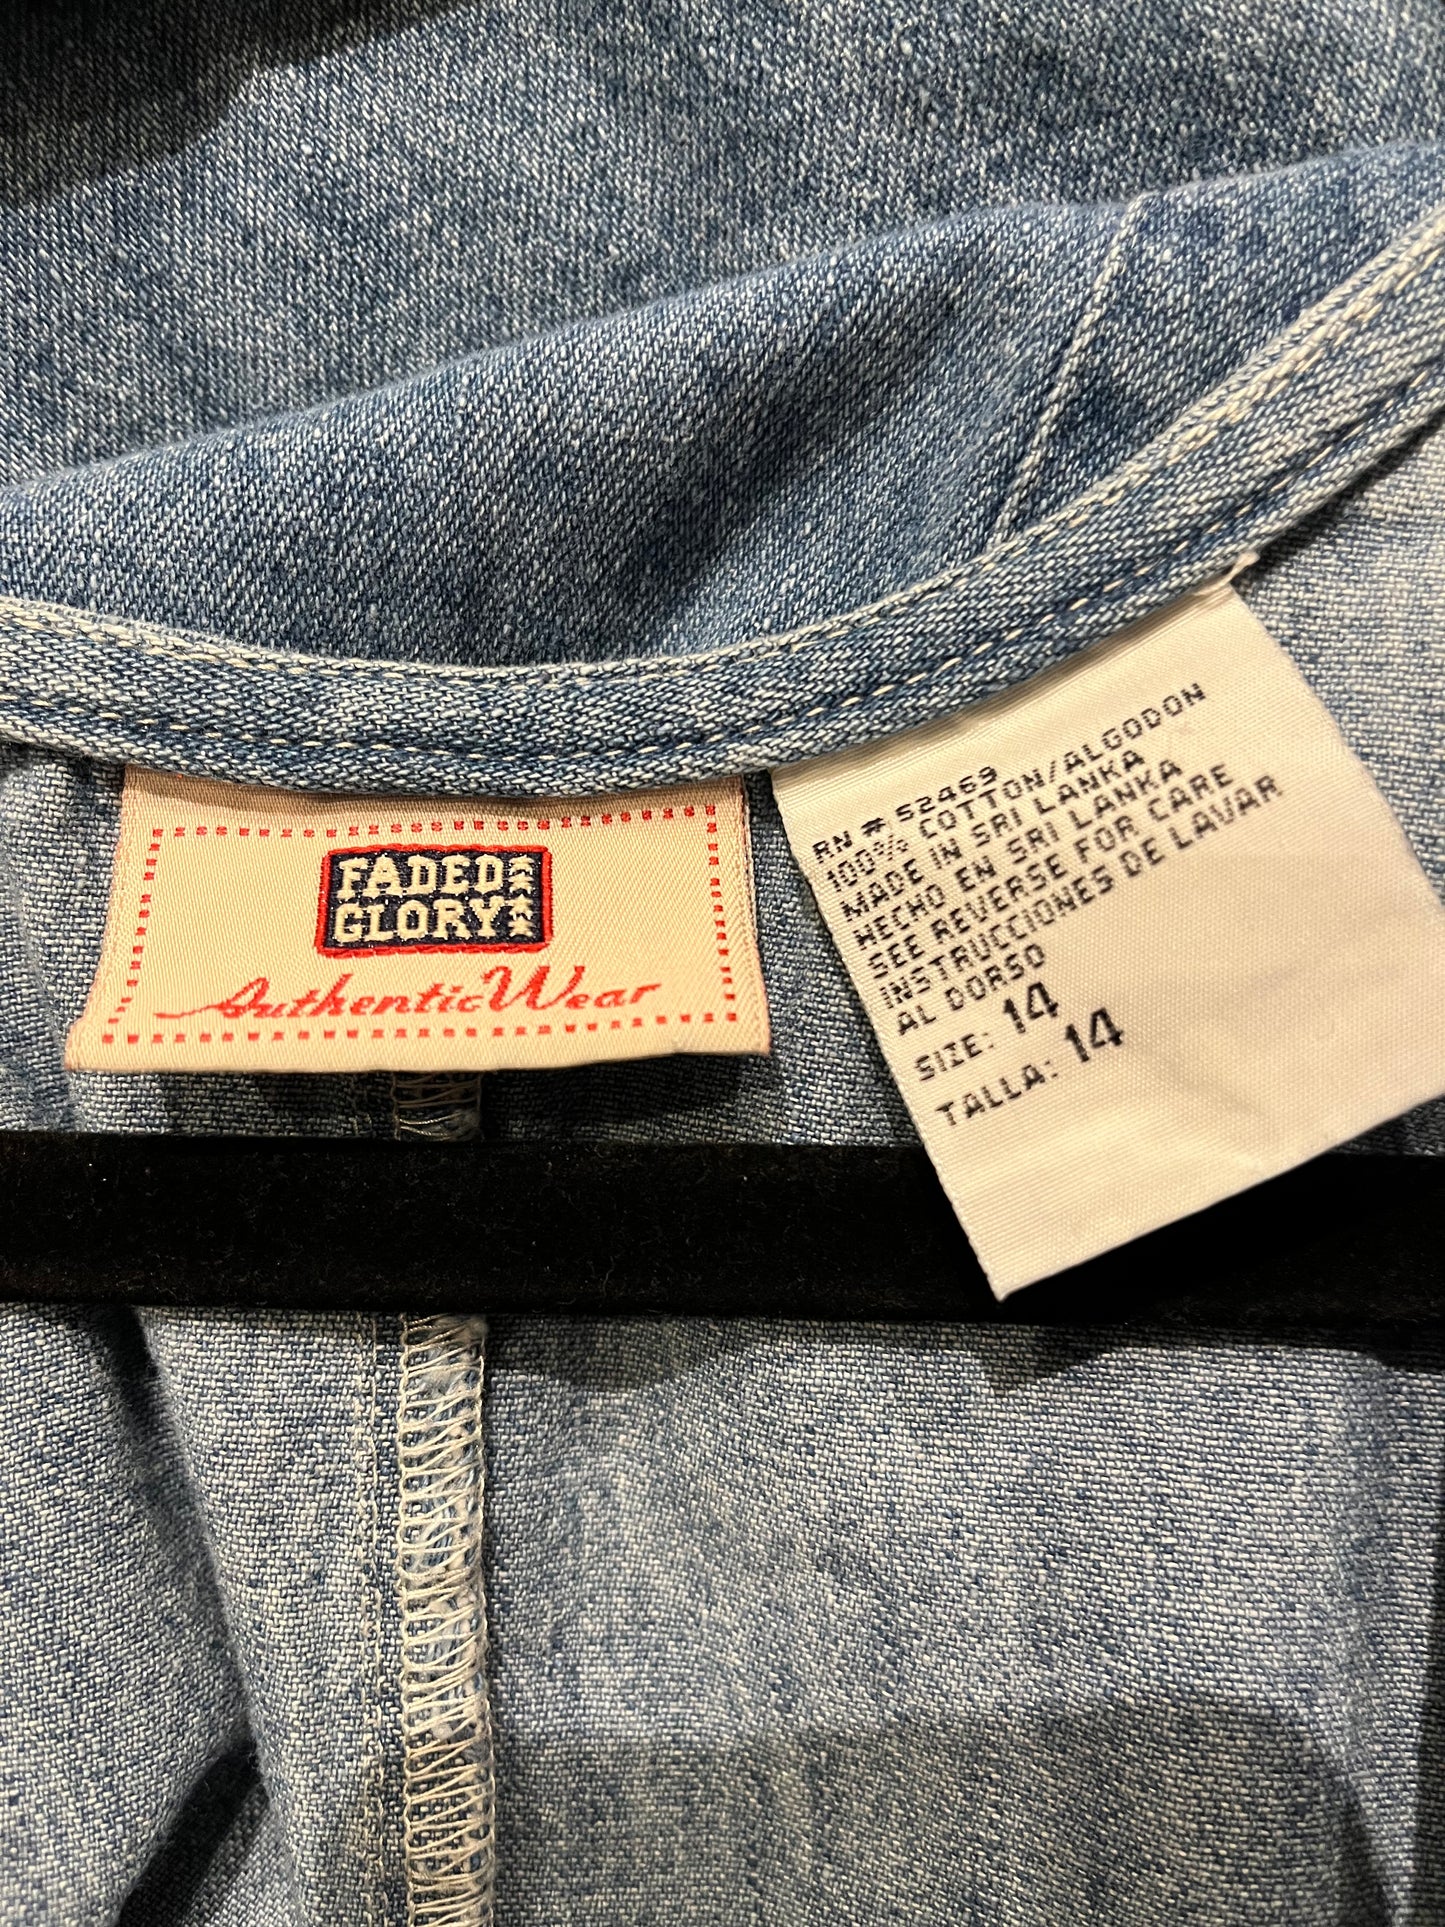 FADED
GLORY
Authentic Wear
RN # 52469
100% COTTON/ALGODON
MADE IN SRI LANKA
HECHO EN SRI LANKA
SEE REVERSE FOR CARE
INSTRUCCIONES DE LAVAR
AL DORSO
SIZE: 14
TALLA: 14